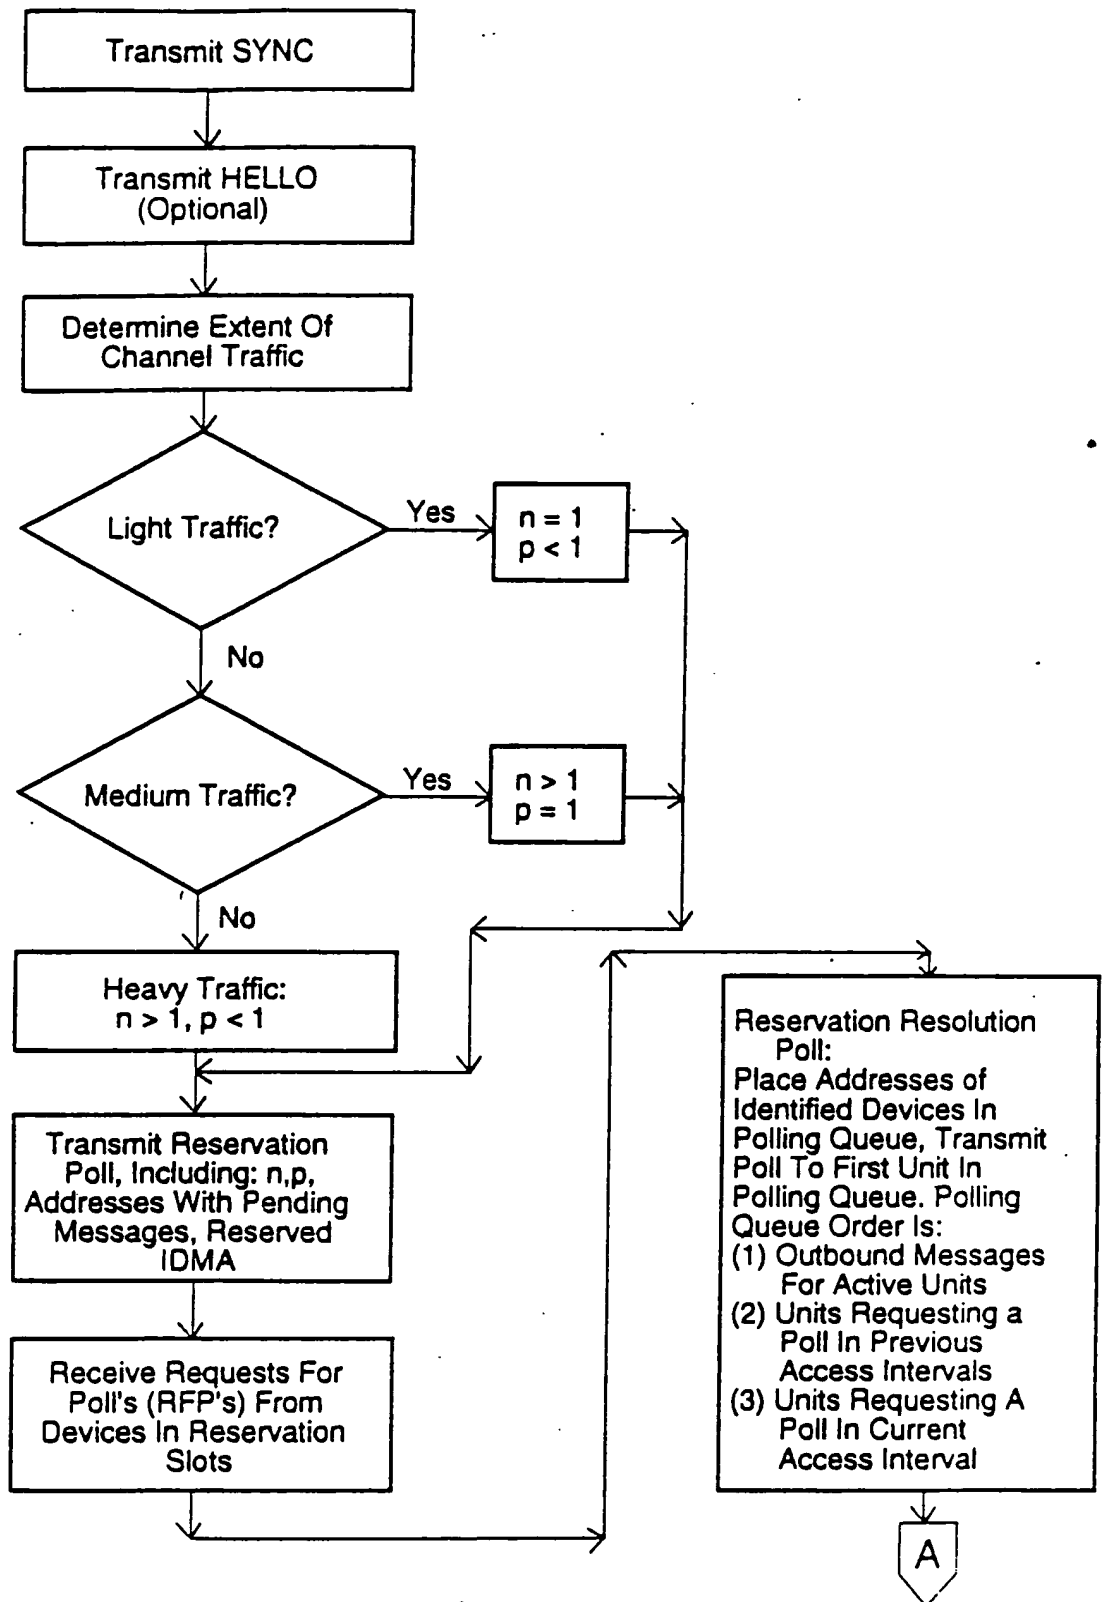 Transmit SYNC
Transmit HELLO
(Optional)
Determine Extent Of
Channel Traffic
Light Traffic?
Yes
n = 1
p < 1
No
Medium Traffic?
Yes
n > 1
p = 1
No
Heavy Traffic:
n > 1, p < 1
Transmit Reservation
Poll, Including: n,p,
Addresses With Pending
Messages, Reserved
IDMA
Receive Requests For
Poll's (RFP's) From
Devices In Reservation
Slots
Reservation Resolution
Poll:
Place Addresses of
Identified Devices In
Polling Queue, Transmit
Poll To First Unit In
Polling Queue. Polling
Queue Order Is:
(1) Outbound Messages
For Active Units
(2) Units Requesting a
Poll In Previous
Access Intervals
(3) Units Requesting A
Poll In Current
Access Interval
A